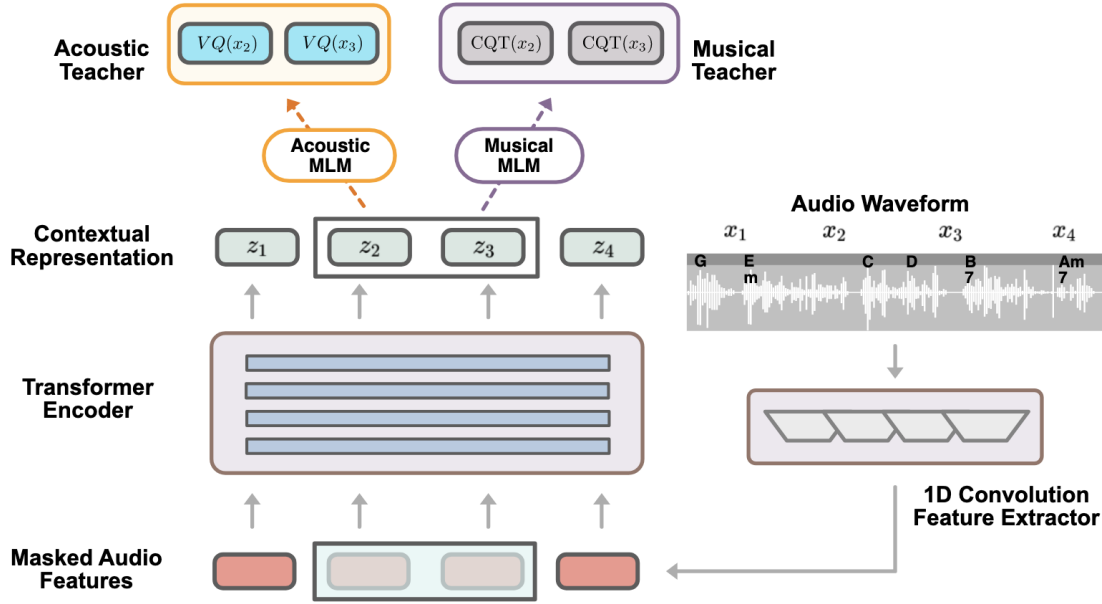 Acoustic
Teacher
VQ(x₂)
VQ(x₃)
CQT(x₂)
CQT(x₃)
Musical
Teacher
Acoustic
MLM
Musical
MLM
Contextual
Representation
z₁
z₂
z₃
z₄
Audio Waveform
x₁
x₂
x₃
x₄
G
E
m
C
D
B
7
Am
7
Transformer
Encoder
1D Convolution
Feature Extractor
Masked Audio
Features